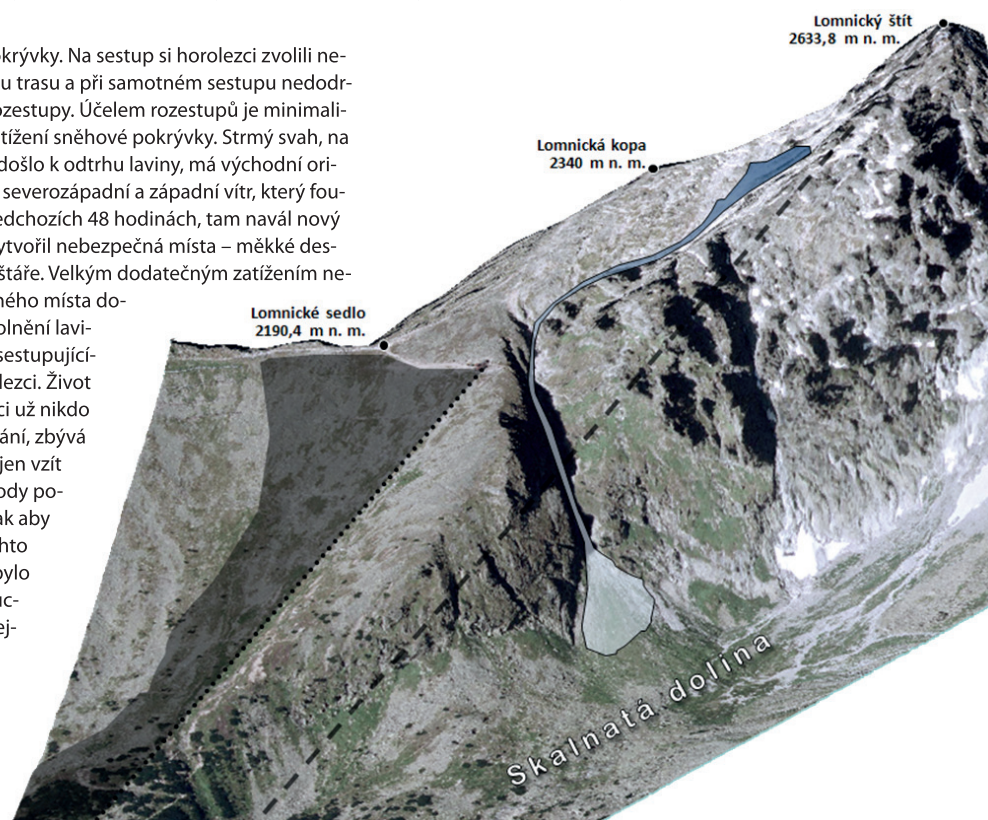 okrývky. Na sestup si horolezci zvolili ne-
u trasu a při samotném sestupu nedodr-
ozestupy. Účelem rozestupů je minimali-
tížení sněhové pokrývky. Strmý svah, na
došlo k odtrhu laviny, má východní ori-
severozápadní a západní vítr, který fou-
edchozích 48 hodinách, tam navál nový
ytvořil nebezpečná místa – měkké des-
štáře. Velkým dodatečným zatížením ne-
ného místa do-
olnění lavi-
sestupující-
lezci. Život
ci už nikdo
ání, zbývá
jen vzít
ody po-
ak aby
hto
bylo
uc-
ej-
Lomnický štít
2633,8 m n. m.
Lomnická kopa
2340 m n. m.
Lomnické sedlo
2190,4 m n. m.
Skalnatá dolina